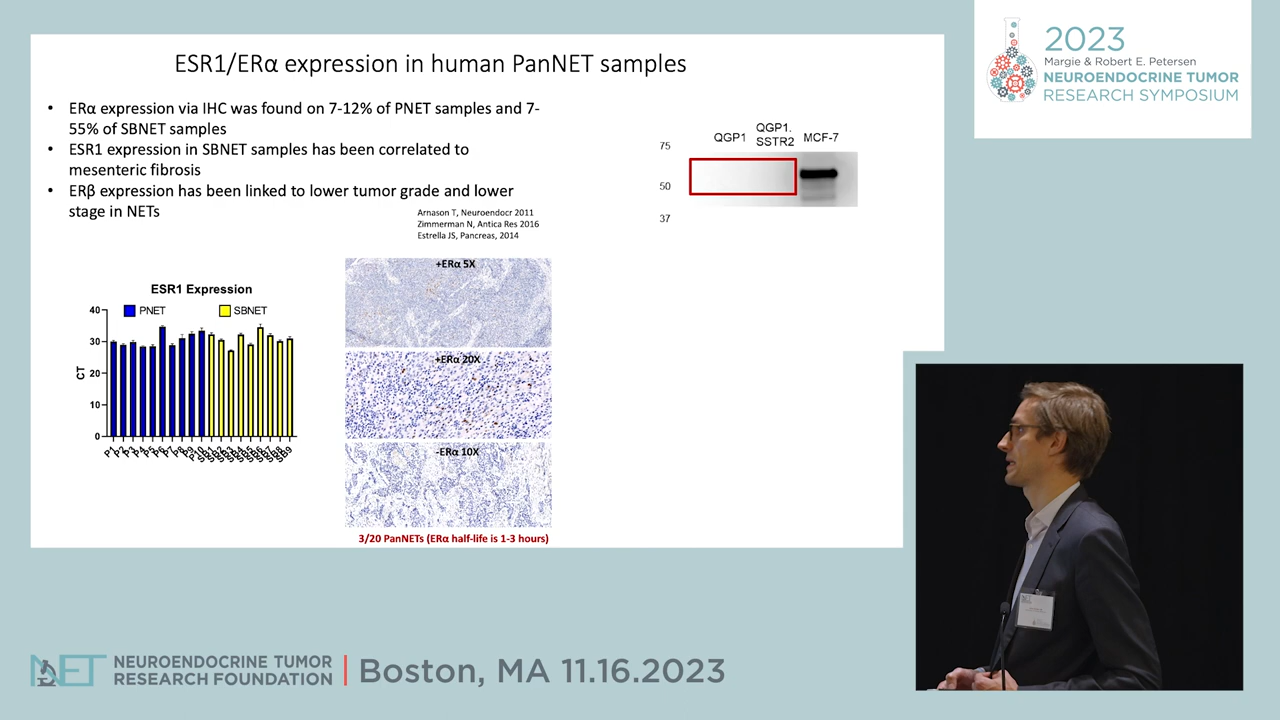 ESR1/ERα expression in human PanNET samples
• ERα expression via IHC was found on 7-12% of PNET samples and 7-
55% of SBNET samples
• ESR1 expression in SBNET samples has been correlated to
mesenteric fibrosis
• ERβ expression has been linked to lower tumor grade and lower
stage in NETs
Arnason T, Neuroendocr 2011
Zimmerman N, Antica Res 2016
Estrella JS, Pancreas, 2014
QGP1
QGP1.
SSTR2
MCF-7
75
50
37
ESR1 Expression
PNET
SBNET
CT
40
30
20
10
0
+ERα 5X
+ERα 20X
-ERα 10X
3/20 PanNETs (ERα half-life is 1-3 hours)
2023
Margie & Robert E. Petersen
NEUROENDOCRINE TUMOR
RESEARCH SYMPOSIUM
NET
NEUROENDOCRINE TUMOR
RESEARCH FOUNDATION
Boston, MA 11.16.2023